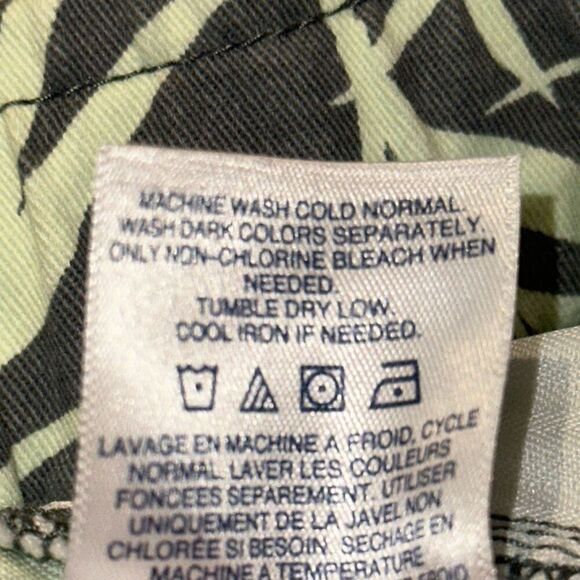 MACHINE WASH COLD NORMAL.
WASH DARK COLORS SEPARATELY.
ONLY NON-CHLORINE BLEACH WHEN
NEEDED.
TUMBLE DRY LOW.
COOL IRON IF NEEDED.
LAVAGE EN MACHINE A FROID, CYCLE
NORMAL. LAVER LES COULEURS
FONCEES SEPAREMENT. UTILISER
UNIQUEMENT DE LA JAVEL NON
CHLORÉE SI BESOIN. SECHAGE EN
MACHINE A TEMPERATURE
FROID